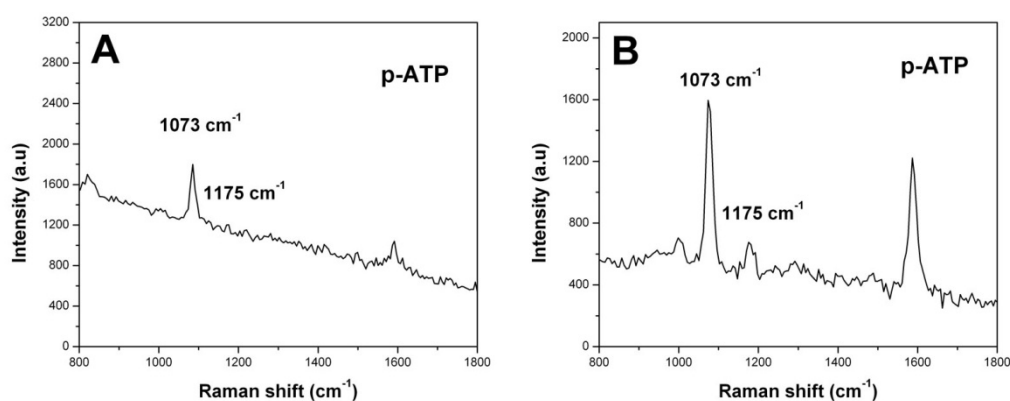 A
p-ATP
1073 cm⁻¹
1175 cm⁻¹
Intensity (a.u)
3200
2800
2400
2000
1600
1200
800
400
0
800 1000 1200 1400 1600 1800
Raman shift (cm⁻¹)
B
p-ATP
1073 cm⁻¹
1175 cm⁻¹
Intensity (a.u)
2000
1600
1200
800
400
0
800 1000 1200 1400 1600 1800
Raman shift (cm⁻¹)